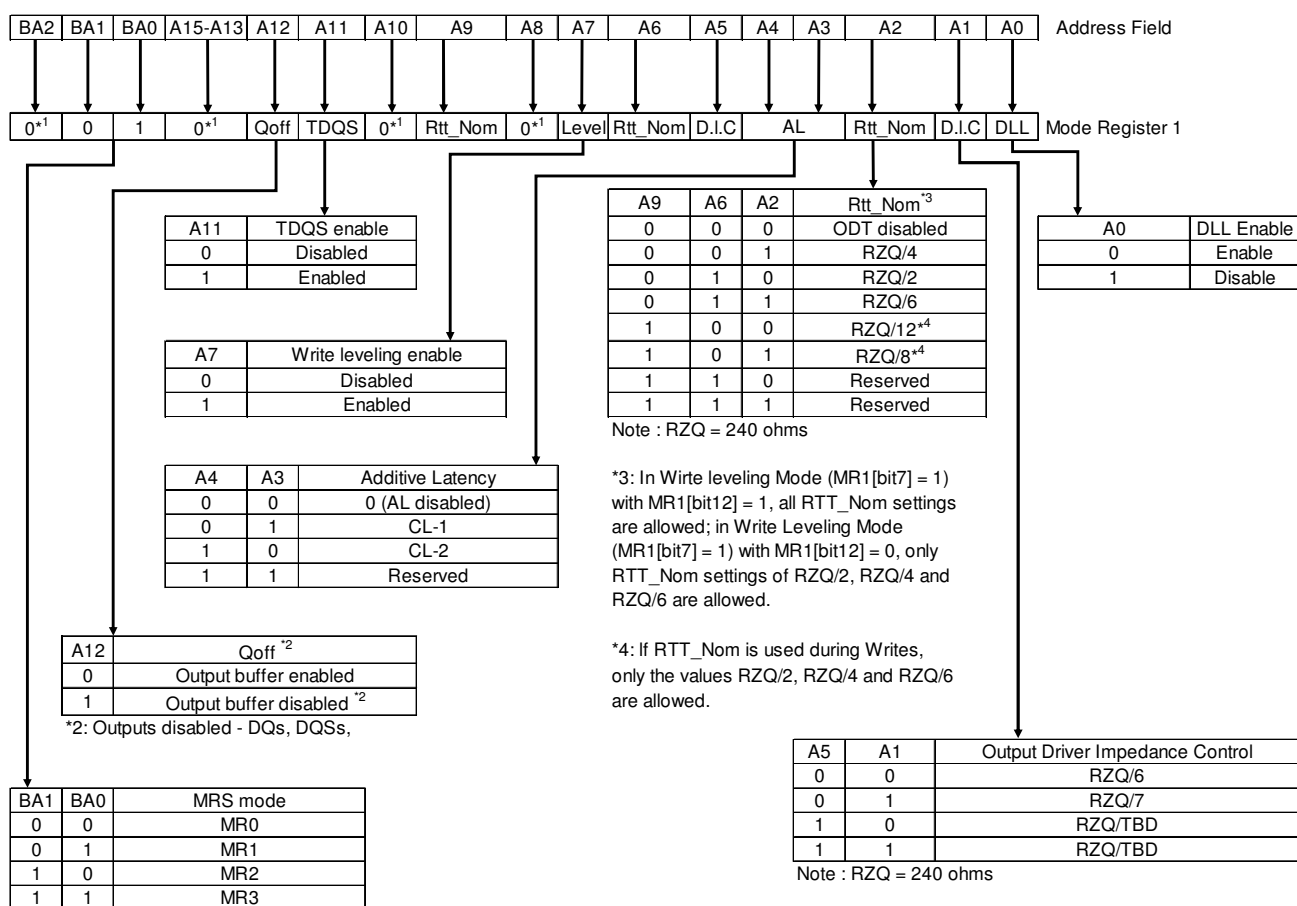 BA2 BA1 BA0 A15-A13 A12 A11 A10 A9 A8 A7 A6 A5 A4 A3 A2 A1 A0 Address Field
0*1 0 1 0*1 Qoff TDQS 0*1 Rtt_Nom 0*1 Level Rtt_Nom D.I.C AL Rtt_Nom D.I.C DLL Mode Register 1
A11 TDQS enable
0 Disabled
1 Enabled
A9 A6 A2 Rtt_Nom*3
0 0 0 ODT disabled
0 0 1 RZQ/4
0 1 0 RZQ/2
0 1 1 RZQ/6
1 0 0 RZQ/12*4
1 0 1 RZQ/8*4
1 1 0 Reserved
1 1 1 Reserved
Note : RZQ = 240 ohms
A0 DLL Enable
0 Enable
1 Disable
A7 Write leveling enable
0 Disabled
1 Enabled
A4 A3 Additive Latency
0 0 0 (AL disabled)
0 1 CL-1
1 0 CL-2
1 1 Reserved
*3: In Wirte leveling Mode (MR1[bit7] = 1)
with MR1[bit12] = 1, all RTT_Nom settings
are allowed; in Write Leveling Mode
(MR1[bit7] = 1) with MR1[bit12] = 0, only
RTT_Nom settings of RZQ/2, RZQ/4 and
RZQ/6 are allowed.
*4: If RTT_Nom is used during Writes,
only the values RZQ/2, RZQ/4 and RZQ/6
are allowed.
A12 Qoff *2
0 Output buffer enabled
1 Output buffer disabled *2
*2: Outputs disabled - DQs, DQSs,
BA1 BA0 MRS mode
0 0 MR0
0 1 MR1
1 0 MR2
1 1 MR3
A5 A1 Output Driver Impedance Control
0 0 RZQ/6
0 1 RZQ/7
1 0 RZQ/TBD
1 1 RZQ/TBD
Note : RZQ = 240 ohms